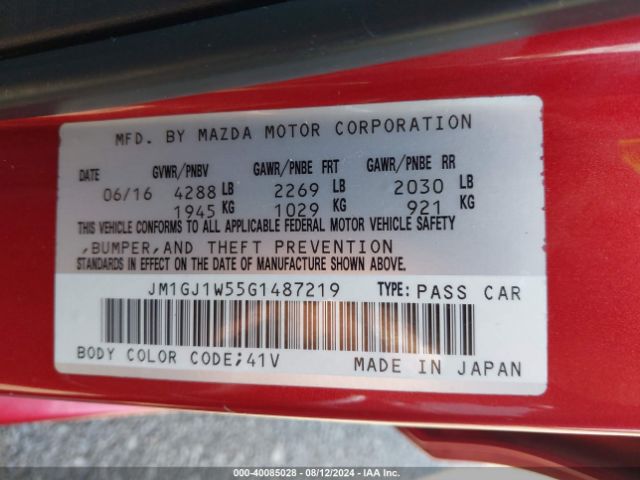 MFD. BY MAZDA MOTOR CORPORATION
DATE GVWR/PNBV GAWR/PNBE FRT GAWR/PNBE RR
06/16 4288 LB 2269 LB 2030 LB
1945 KG 1029 KG 921 KG
THIS VEHICLE CONFORMS TO ALL APPLICABLE FEDERAL MOTOR VEHICLE SAFETY
,BUMPER,AND THEFT PREVENTION
STANDARDS IN EFFECT ON THE DATE OF MANUFACTURE SHOWN ABOVE.
JM1GJ1W55G1487219 TYPE: PASS CAR
BODY COLOR CODE;41V MADE IN JAPAN
000-40085028 - 08/12/2024 - IAA Inc.